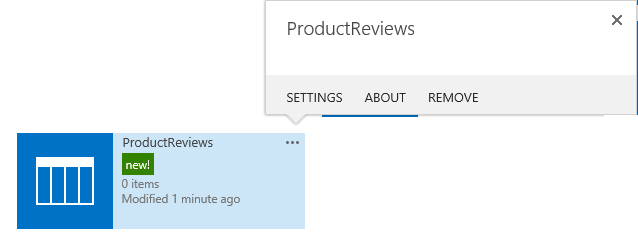 ProductReviews
SETTINGS ABOUT REMOVE
ProductReviews
new!
0 items
Modified 1 minute ago